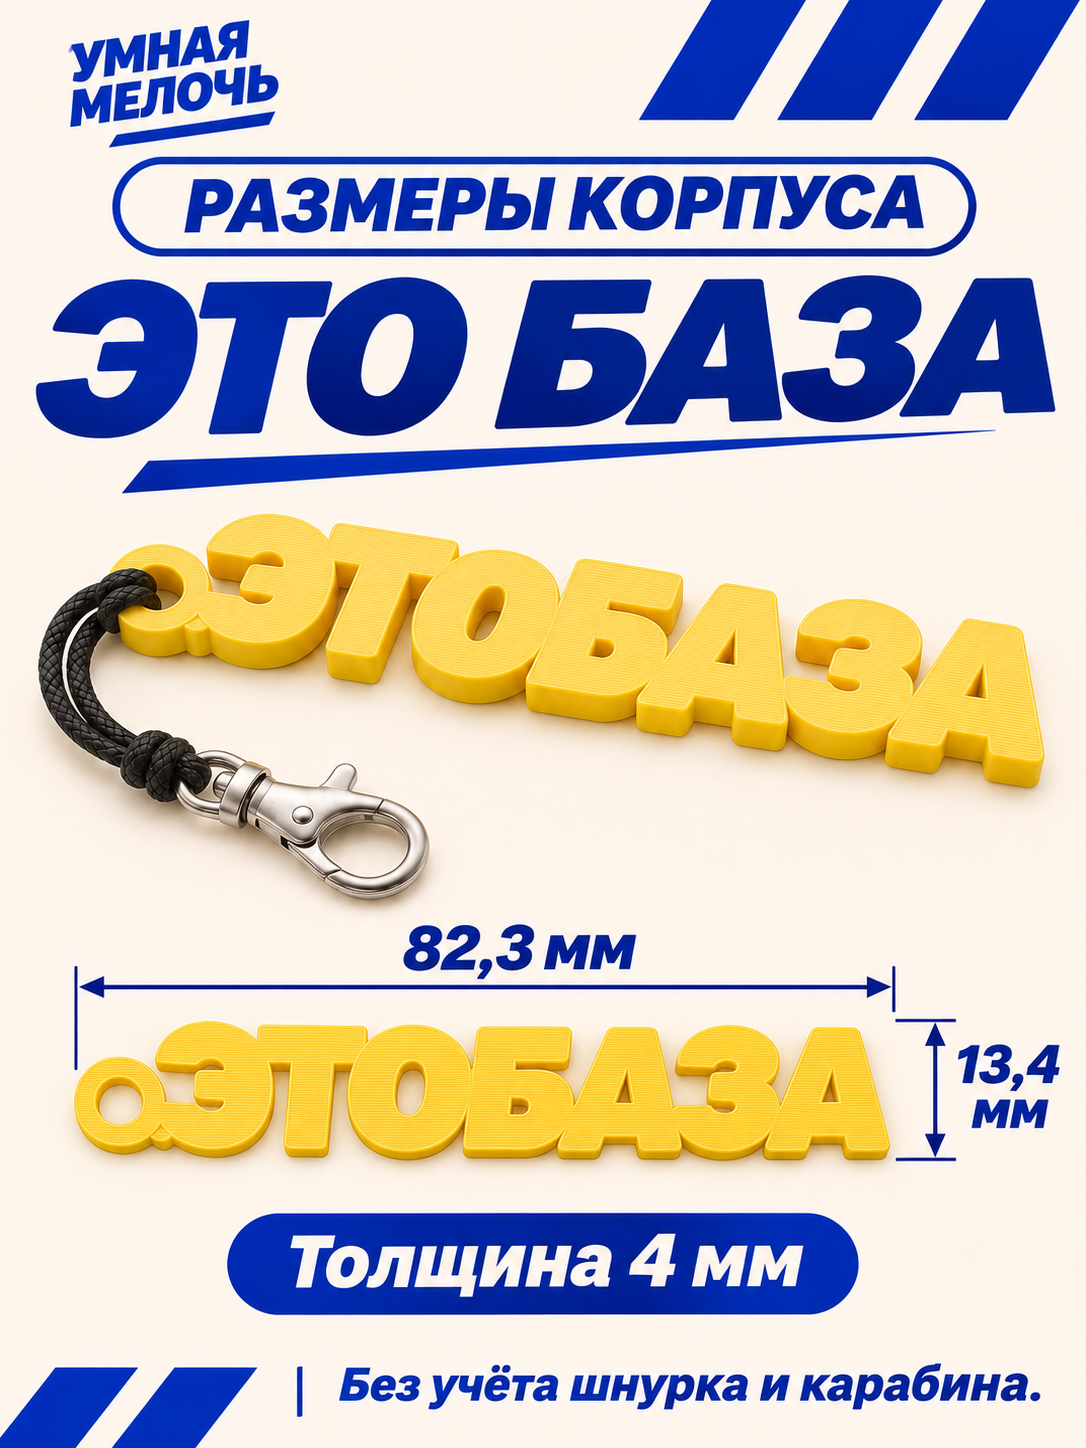 УМНАЯ
МЕЛОЧЬ
РАЗМЕРЫ КОРПУСА
ЭТО БАЗА
ЭТОБАЗА
82,3 мм
ЭТОБАЗА
13,4
мм
Толщина 4 мм
Без учёта шнурка и карабина.